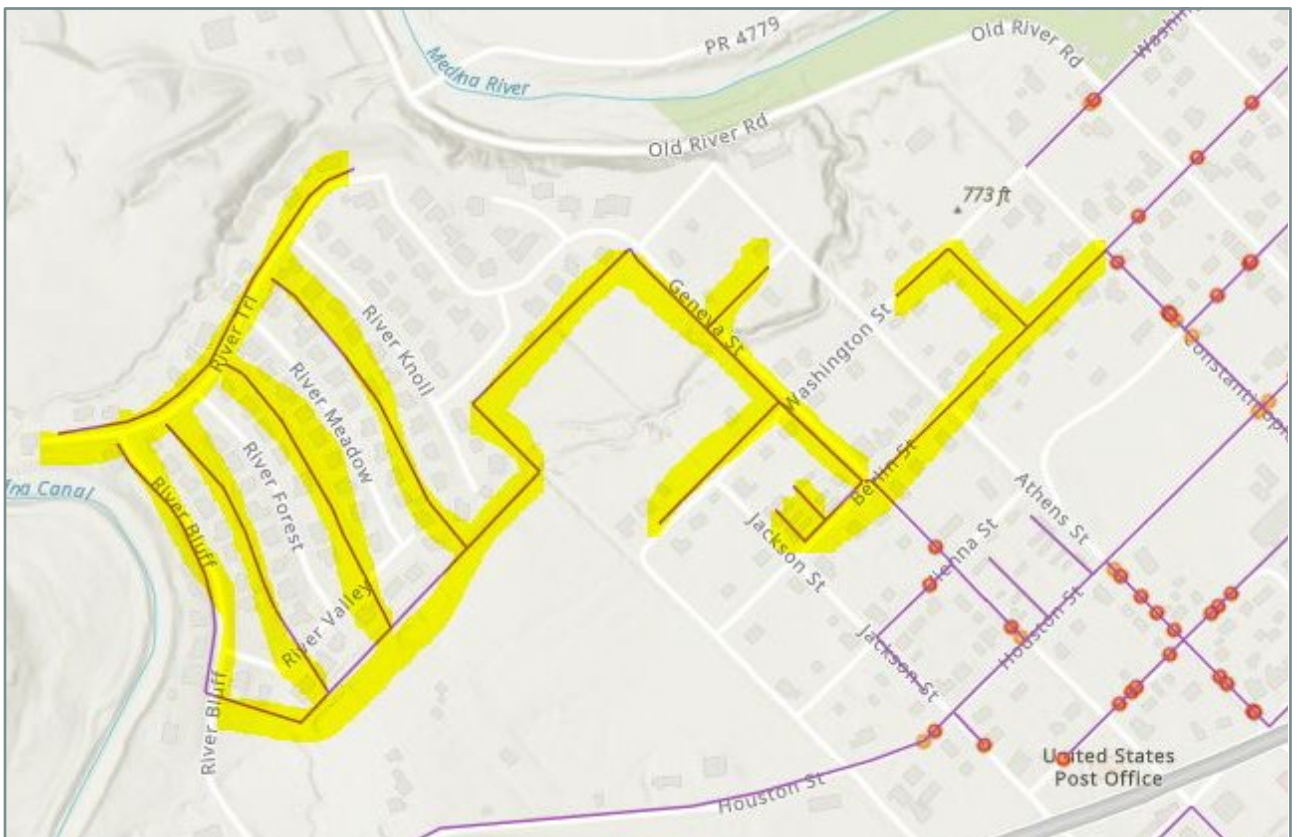 PR 4779
Old River Rd
Medina River
Old River Rd
773 ft
River Trl
Geneva St
River Knoll
Washington St
River Meadow
River Forest
River Bluff
Berlin St
Athens St
Jackson St
Vienna St
River Valley
Houston St
Jackson St
River Bluff
United States
Post Office
Houston St